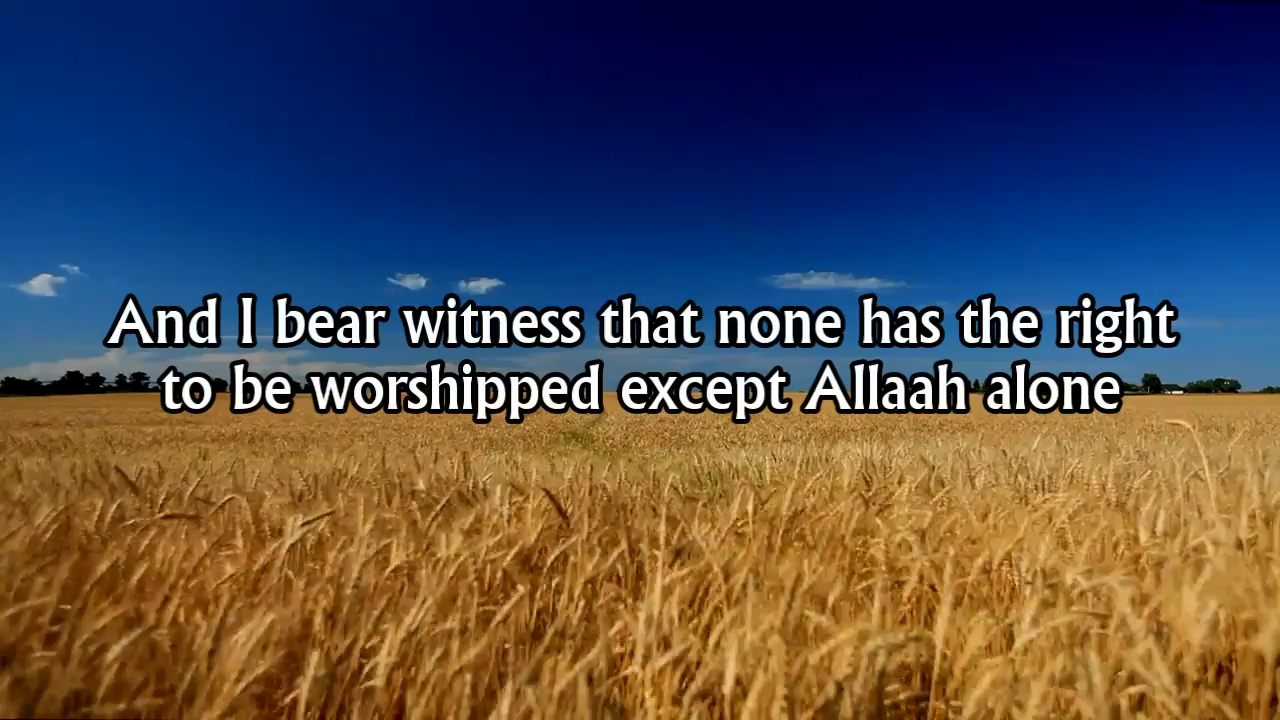 And I bear witness that none has the right
to be worshipped except Allaah alone